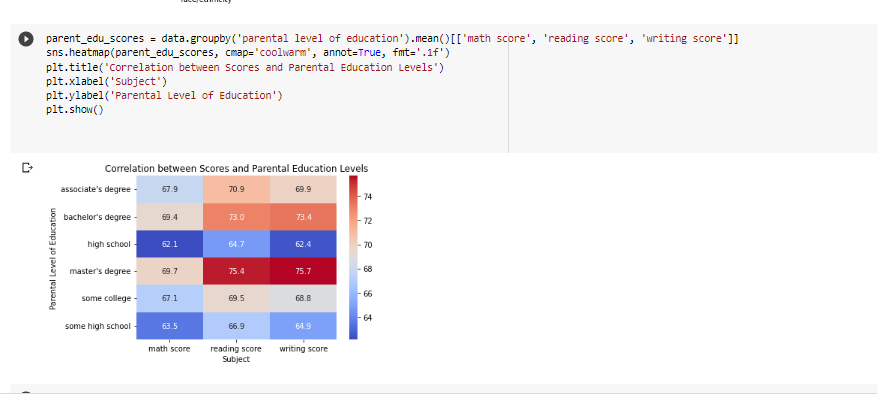 race/ethnicity
parent_edu_scores = data.groupby('parental level of education').mean()[['math score', 'reading score', 'writing score']]
sns.heatmap(parent_edu_scores, cmap='coolwarm', annot=True, fmt='.1f')
plt.title('Correlation between Scores and Parental Education Levels')
plt.xlabel('Subject')
plt.ylabel('Parental Level of Education')
plt.show()
Correlation between Scores and Parental Education Levels
Parental Level of Education
associate's degree 67.9 70.9 69.9
bachelor's degree 69.4 73.0 73.4
high school 62.1 64.7 62.4
master's degree 69.7 75.4 75.7
some college 67.1 69.5 68.8
some high school 63.5 66.9 64.9
math score reading score writing score
Subject
74
72
70
68
66
64